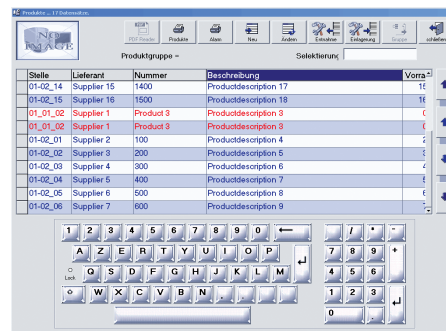 Produkte ... 17 Datensätze.
NO IMAGE
PDF Reader Produkte Alarm Neu Ändern Entnahme Einlagerung Gruppe schließen
Produktgruppe = Selektierung
Stelle Lieferant Nummer Beschreibung Vorra
01-02_14 Supplier 15 1400 Productdescription 17 15
01-02_15 Supplier 16 1500 Productdescription 18 16
01_01_02 Supplier 1 Product 3 Productdescription 3 0
01_01_02 Supplier 1 Product 3 Productdescription 3 0
01-02_01 Supplier 2 100 Productdescription 4 2
01-02_02 Supplier 3 200 Productdescription 5 3
01-02_03 Supplier 4 300 Productdescription 6 4
01-02_04 Supplier 5 400 Productdescription 7 5
01-02_05 Supplier 6 500 Productdescription 8 6
01-02_06 Supplier 7 600 Productdescription 9
1 2 3 4 5 6 7 8 9 0 / * -
A Z E R T Y U I O P 7 8 9 +
Lock Q S D F G H J K L M 4 5 6
W X C V B N , . 1 2 3
0 .